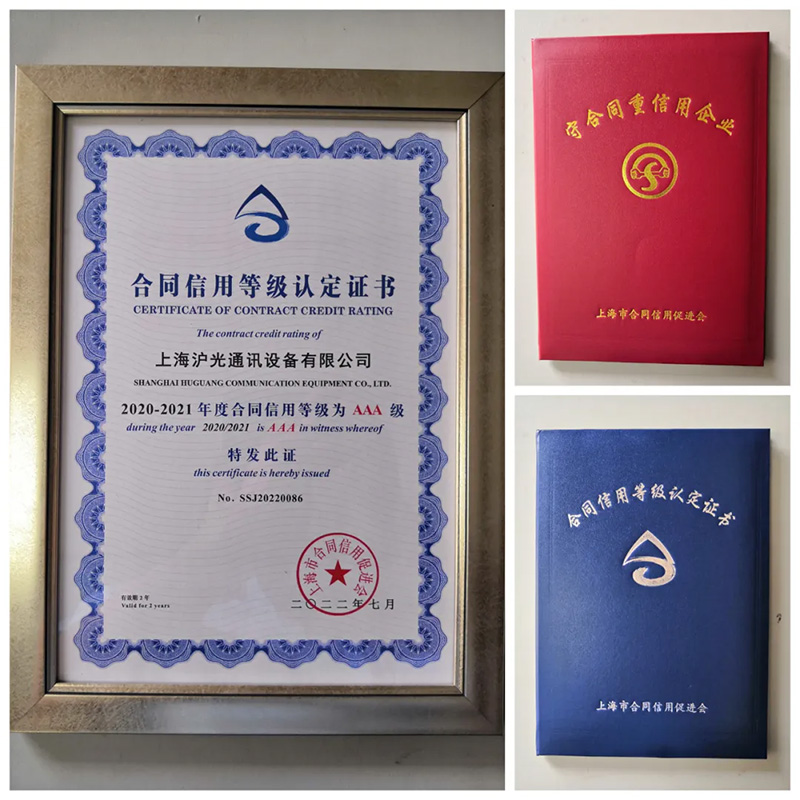 合同信用等级认定证书
CERTIFICATE OF CONTRACT CREDIT RATING
The contract credit rating of
上海沪光通讯设备有限公司
SHANGHAI HUGUANG COMMUNICATION EQUIPMENT CO., LTD.
2020-2021 年度合同信用等级为 AAA 级
during the year 2020/2021 is AAA in witness whereof
特发此证
this certificate is hereby issued
No. SSJ20220086
上海市合同信用促进会
有效期 2 年
Valid for 2 years
二〇二二年七月
守合同重信用企业
上海市合同信用促进会
合同信用等级认定证书
上海市合同信用促进会